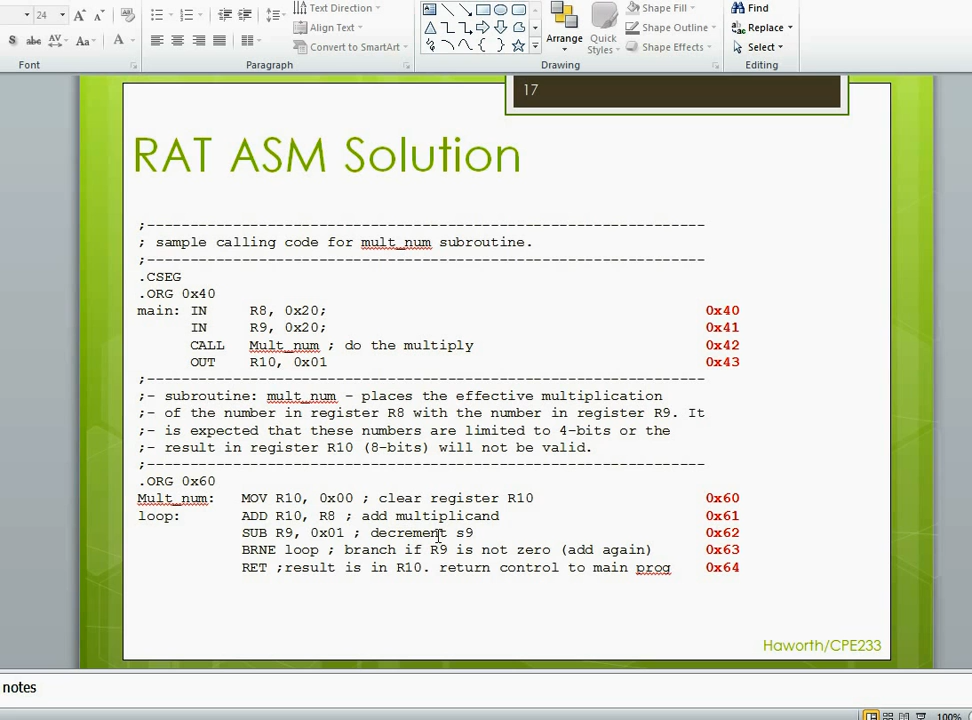 24
Font
Text Direction
Align Text
Convert to SmartArt
Paragraph
Arrange
Quick
Styles
Shape Fill
Shape Outline
Shape Effects
Drawing
Find
Replace
Select
Editing
17
RAT ASM Solution
;-----------------------------------------------------------------
; sample calling code for mult_num subroutine.
;-----------------------------------------------------------------
.CSEG
.ORG 0x40
main: IN R8, 0x20; 0x40
IN R9, 0x20; 0x41
CALL Mult_num ; do the multiply 0x42
OUT R10, 0x01 0x43
;-----------------------------------------------------------------
;- subroutine: mult_num - places the effective multiplication
;- of the number in register R8 with the number in register R9. It
;- is expected that these numbers are limited to 4-bits or the
;- result in register R10 (8-bits) will not be valid.
;-----------------------------------------------------------------
.ORG 0x60
Mult_num: MOV R10, 0x00 ; clear register R10 0x60
loop: ADD R10, R8 ; add multiplicand 0x61
SUB R9, 0x01 ; decrement s9 0x62
BRNE loop ; branch if R9 is not zero (add again) 0x63
RET ;result is in R10. return control to main prog 0x64
Haworth/CPE233
notes
100%